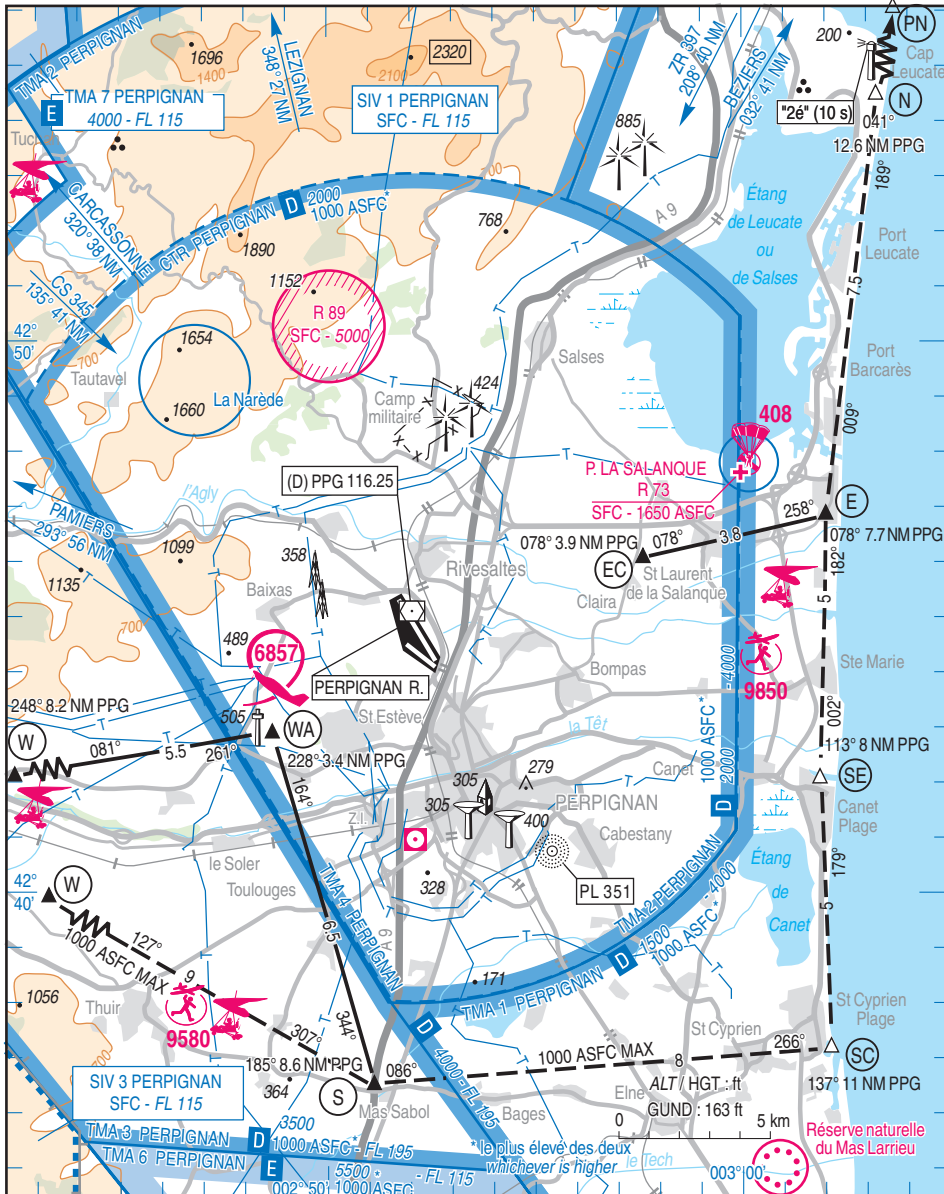 TMA 2 PERPIGNAN
1696
1400
LEZIGNAN
348° 27 NM
2320
2100
ZR 397
208° 40 NM
BEZIERS
032° 41 NM
200
PN
Cap
Leucate
E
TMA 7 PERPIGNAN
4000 - FL 115
SIV 1 PERPIGNAN
SFC - FL 115
N
"2é" (10 s)
041°
12.6 NM PPG
885
189°
CARCASSONNE
320° 38 NM
CS 345
135° 41 NM
CTR PERPIGNAN
D
2000
1000 ASFC*
1890
768
A 9
Étang
de Leucate
ou
de Salses
Port
Leucate
7.5
1152
R 89
SFC - 5000
42°
50'
700
1654
Tautavel
La Narède
1660
Salses
Port
Barcarès
424
Camp
militaire
009°
408
(D) PPG 116.25
P. LA SALANQUE
R 73
SFC - 1650 ASFC
l'Agly
E
PAMIERS
293° 56 NM
078° 3.9 NM PPG
078°
3.8
258°
078° 7.7 NM PPG
1099
358
1135
Rivesaltes
EC
St Laurent
de la Salanque
182°
5
Baixas
Claira
700
489
6857
Bompas
1000 ASFC*
2000
- 4000
9850
Ste Marie
PERPIGNAN R.
248° 8.2 NM PPG
505
St Estève
la Têt
002°
W
081°
5.5
261°
WA
228° 3.4 NM PPG
113° 8 NM PPG
164°
SE
Canet
305
279
305
PERPIGNAN
Canet
Plage
Z.I.
400
Cabestany
D
179°
le Soler
Toulouges
TMA 4 PERPIGNAN
328
PL 351
TMA 2 PERPIGNAN
- 4000
Étang
de
Canet
42°
40'
W
127°
1000 ASFC MAX
9
6.5
A 9
5
1500
1000 ASFC*
D
171
TMA 1 PERPIGNAN
1056
Thuir
9580
307°
344°
D
4000-FL 195
St Cyprien
Plage
St Cyprien
185° 8.6 NM PPG
086°
1000 ASFC MAX
8
266°
SC
137° 11 NM PPG
SIV 3 PERPIGNAN
SFC - FL 115
364
S
Mas Sabol
Bages
Elne
ALT / HGT : ft
GUND : 163 ft
0
5 km
3500
TMA 3 PERPIGNAN
D
1000 ASFC* FL 195
* le plus élevé des deux
whichever is higher
Réserve naturelle
du Mas Larrieu
TMA 6 PERPIGNAN
E
5500 *
1000 ASFC
- FL 115
le Tech
002° 50'
003° 00'